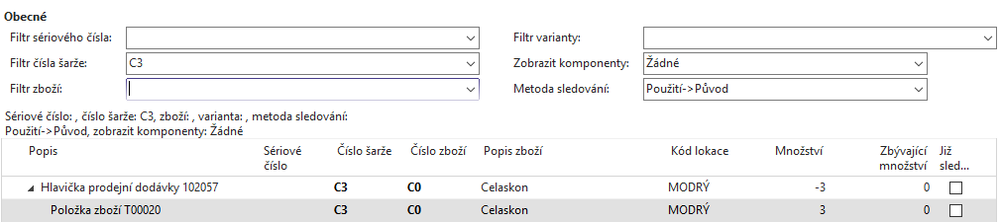 Obecné
Filtr sériového čísla: Filtr varianty:
Filtr čísla šarže: C3 Zobrazit komponenty: Žádné
Filtr zboží: Metoda sledování: Použití->Původ
Sériové číslo: , číslo šarže: C3, zboží: , varianta: , metoda sledování:
Použití->Původ, zobrazit komponenty: Žádné
Popis Sériové číslo Číslo šarže Číslo zboží Popis zboží Kód lokace Množství Zbývající množství Již sled...
Hlavička prodejní dodávky 102057 C3 C0 Celaskon MODRÝ -3 0
Položka zboží T00020 C3 C0 Celaskon MODRÝ 3 0